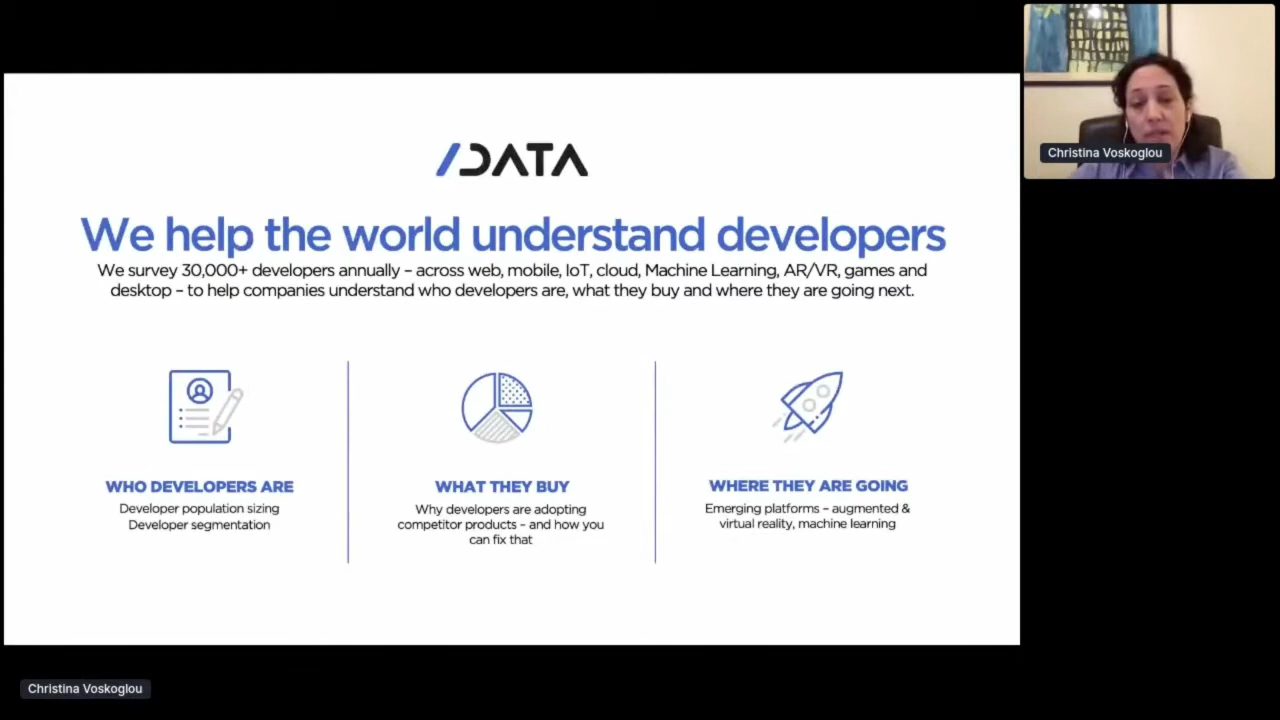 /DATA
We help the world understand developers
We survey 30,000+ developers annually – across web, mobile, IoT, cloud, Machine Learning, AR/VR, games and
desktop – to help companies understand who developers are, what they buy and where they are going next.
WHO DEVELOPERS ARE
Developer population sizing
Developer segmentation
WHAT THEY BUY
Why developers are adopting
competitor products – and how you
can fix that
WHERE THEY ARE GOING
Emerging platforms – augmented &
virtual reality, machine learning
Christina Voskoglou
Christina Voskoglou